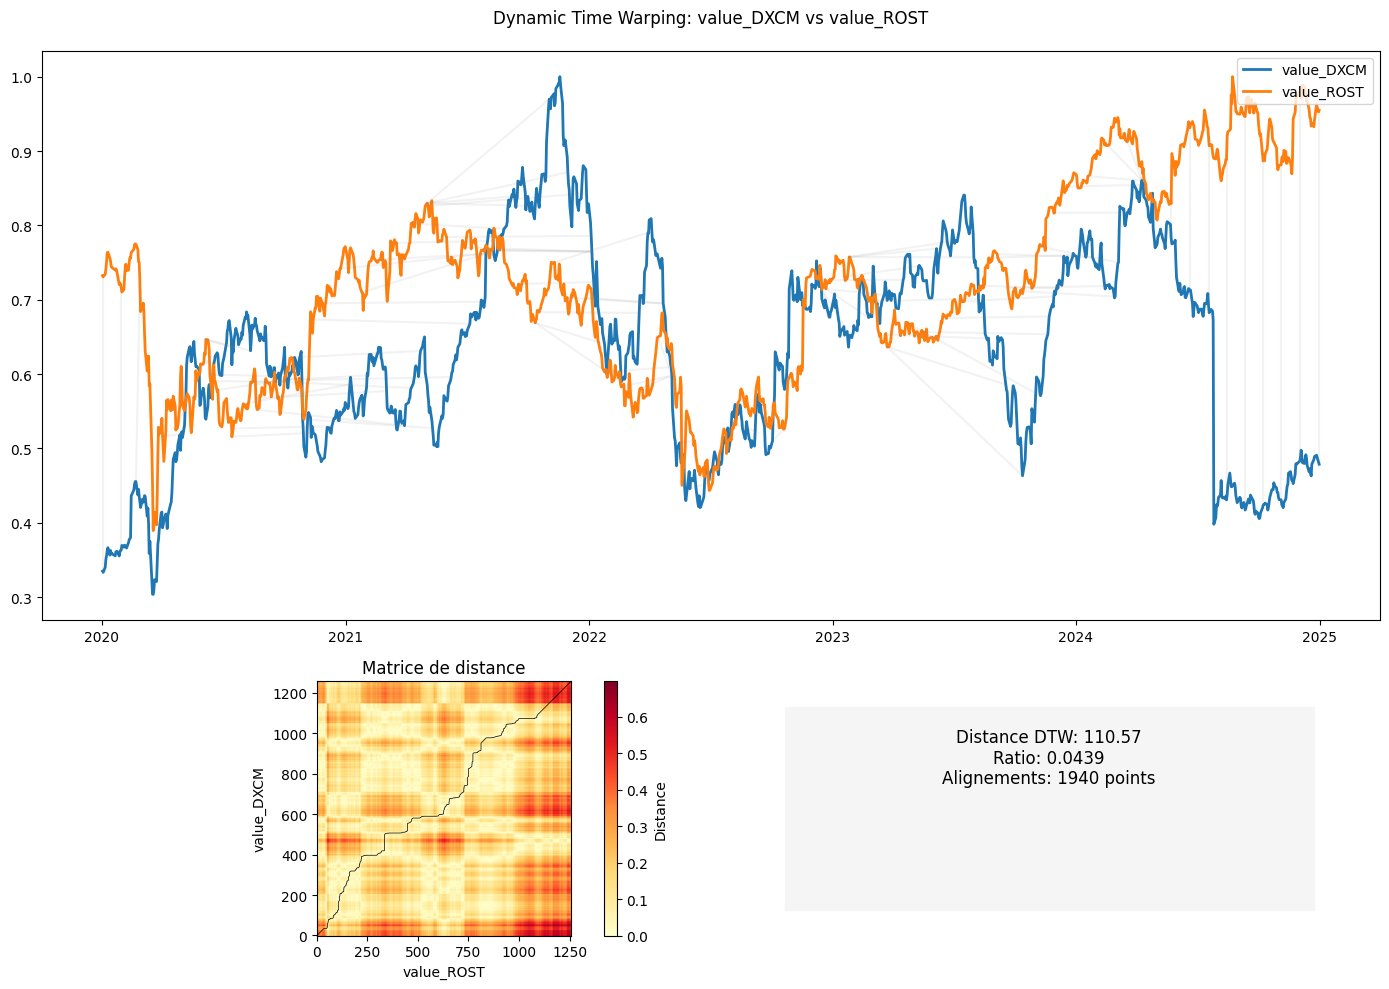 Dynamic Time Warping: value_DXCM vs value_ROST
value_DXCM
value_ROST
1.0
0.9
0.8
0.7
0.6
0.5
0.4
0.3
2020 2021 2022 2023 2024 2025
Matrice de distance
1200
1000
800
600
400
200
0
value_DXCM
0 250 500 750 1000 1250
value_ROST
0.6
0.5
0.4
0.3
0.2
0.1
0.0
Distance
Distance DTW: 110.57
Ratio: 0.0439
Alignements: 1940 points